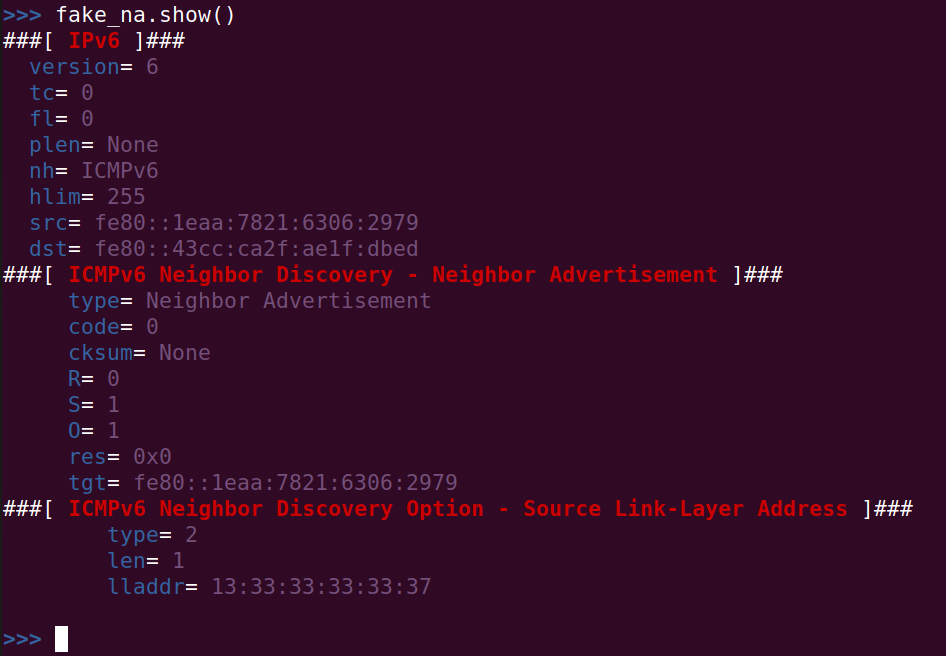 >>> fake_na.show()
###[ IPv6 ]###
version= 6
tc= 0
fl= 0
plen= None
nh= ICMPv6
hlim= 255
src= fe80::1eaa:7821:6306:2979
dst= fe80::43cc:ca2f:ae1f:dbed
###[ ICMPv6 Neighbor Discovery - Neighbor Advertisement ]###
type= Neighbor Advertisement
code= 0
cksum= None
R= 0
S= 1
O= 1
res= 0x0
tgt= fe80::1eaa:7821:6306:2979
###[ ICMPv6 Neighbor Discovery Option - Source Link-Layer Address ]###
type= 2
len= 1
lladdr= 13:33:33:33:33:37
>>>